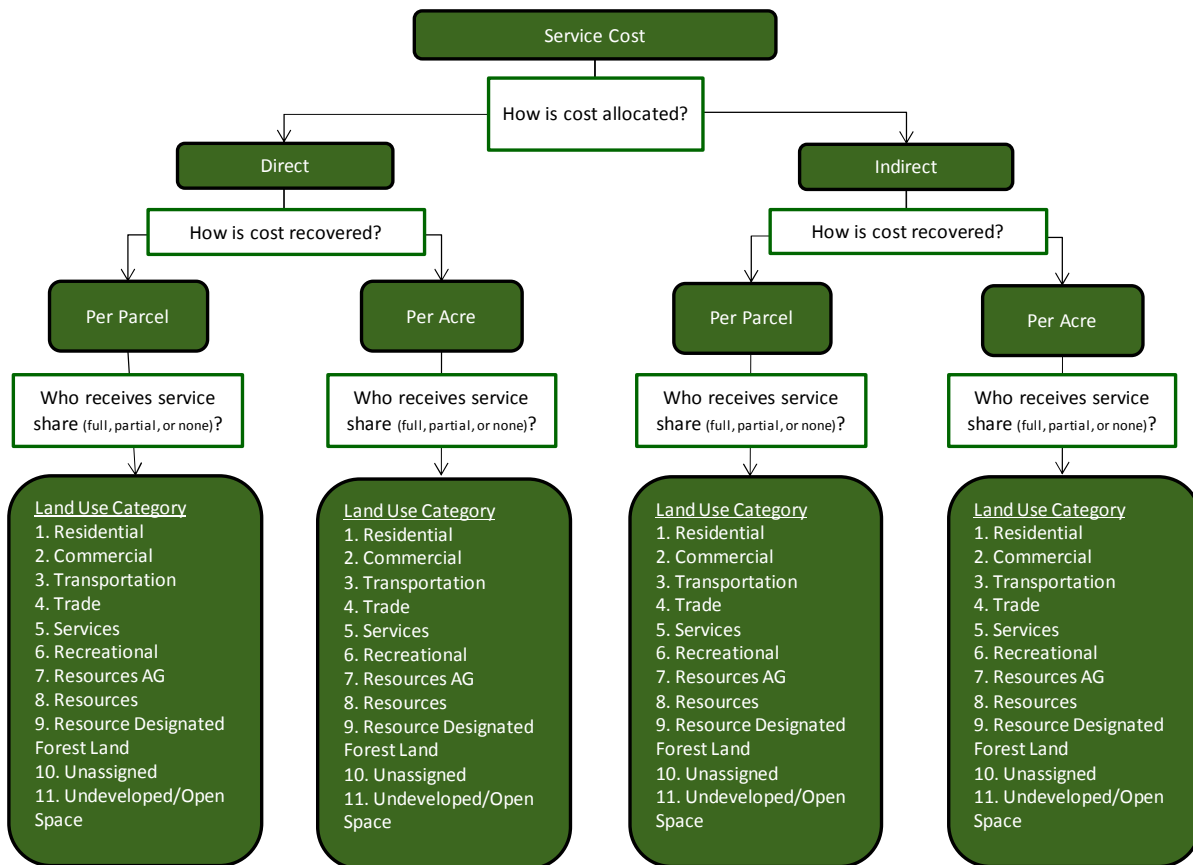 Service Cost
How is cost allocated?
Direct
Indirect
How is cost recovered?
How is cost recovered?
Per Parcel
Per Acre
Per Parcel
Per Acre
Who receives service
share (full, partial, or none)?
Who receives service
share (full, partial, or none)?
Who receives service
share (full, partial, or none)?
Who receives service
share (full, partial, or none)?
Land Use Category
1. Residential
2. Commercial
3. Transportation
4. Trade
5. Services
6. Recreational
7. Resources AG
8. Resources
9. Resource Designated
Forest Land
10. Unassigned
11. Undeveloped/Open
Space
Land Use Category
1. Residential
2. Commercial
3. Transportation
4. Trade
5. Services
6. Recreational
7. Resources AG
8. Resources
9. Resource Designated
Forest Land
10. Unassigned
11. Undeveloped/Open
Space
Land Use Category
1. Residential
2. Commercial
3. Transportation
4. Trade
5. Services
6. Recreational
7. Resources AG
8. Resources
9. Resource Designated
Forest Land
10. Unassigned
11. Undeveloped/Open
Space
Land Use Category
1. Residential
2. Commercial
3. Transportation
4. Trade
5. Services
6. Recreational
7. Resources AG
8. Resources
9. Resource Designated
Forest Land
10. Unassigned
11. Undeveloped/Open
Space